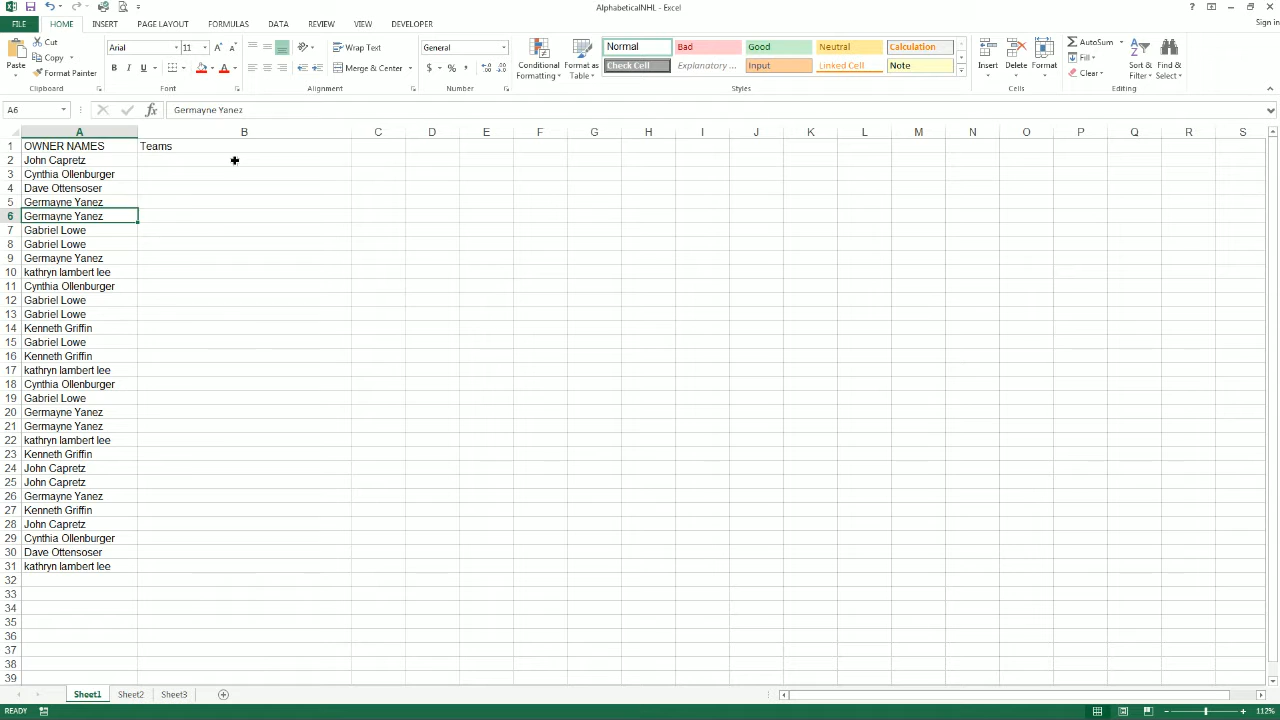 AlphabeticalNHL - Excel
Sign in
FILE HOME INSERT PAGE LAYOUT FORMULAS DATA REVIEW VIEW DEVELOPER
Paste
Cut
Copy
Format Painter
Clipboard
Arial 11
B I U
Font
Wrap Text
Merge & Center
Alignment
General
$ % ,
Number
Conditional Formatting
Format as Table
Normal Bad Good Neutral Calculation
Check Cell Explanatory ... Input Linked Cell Note
Styles
Insert Delete Format
Cells
AutoSum
Fill
Clear
Sort & Filter
Find & Select
Editing
A6 fx Germayne Yanez
A B C D E F G H I J K L M N O P Q R S
1 OWNER NAMES Teams
2 John Capretz
3 Cynthia Ollenburger
4 Dave Ottensoser
5 Germayne Yanez
6 Germayne Yanez
7 Gabriel Lowe
8 Gabriel Lowe
9 Germayne Yanez
10 kathryn lambert lee
11 Cynthia Ollenburger
12 Gabriel Lowe
13 Gabriel Lowe
14 Kenneth Griffin
15 Gabriel Lowe
16 Kenneth Griffin
17 kathryn lambert lee
18 Cynthia Ollenburger
19 Gabriel Lowe
20 Germayne Yanez
21 Germayne Yanez
22 kathryn lambert lee
23 Kenneth Griffin
24 John Capretz
25 John Capretz
26 Germayne Yanez
27 Kenneth Griffin
28 John Capretz
29 Cynthia Ollenburger
30 Dave Ottensoser
31 kathryn lambert lee
32
33
34
35
36
37
38
39
Sheet1 Sheet2 Sheet3
READY
112%